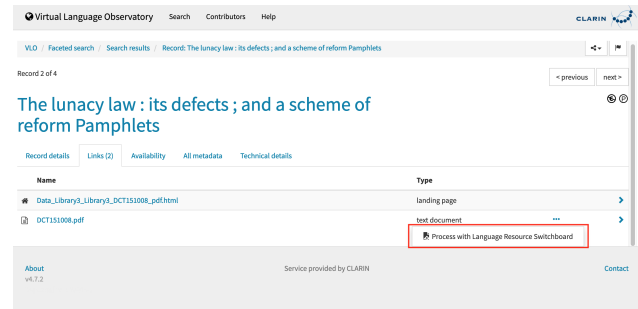 Virtual Language Observatory Search Contributors Help CLARIN
VLO / Faceted search / Search results / Record: The lunacy law : its defects ; and a scheme of reform Pamphlets
Record 2 of 4
< previous next >
The lunacy law : its defects ; and a scheme of
reform Pamphlets
Record details Links (2) Availability All metadata Technical details
Name Type
Data_Library3_Library3_DCT151008_pdf.html landing page
DCT151008.pdf text document ...
Process with Language Resource Switchboard
About Service provided by CLARIN Contact
v4.7.2